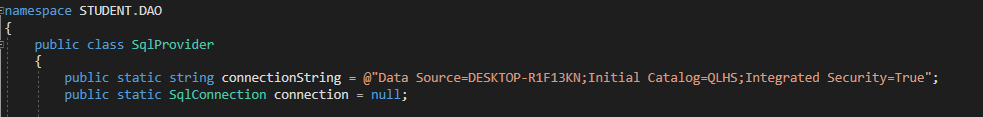 namespace STUDENT.DAO
{
public class SqlProvider
{
public static string connectionString = @"Data Source=DESKTOP-R1F13KN;Initial Catalog=QLHS;Integrated Security=True";
public static SqlConnection connection = null;